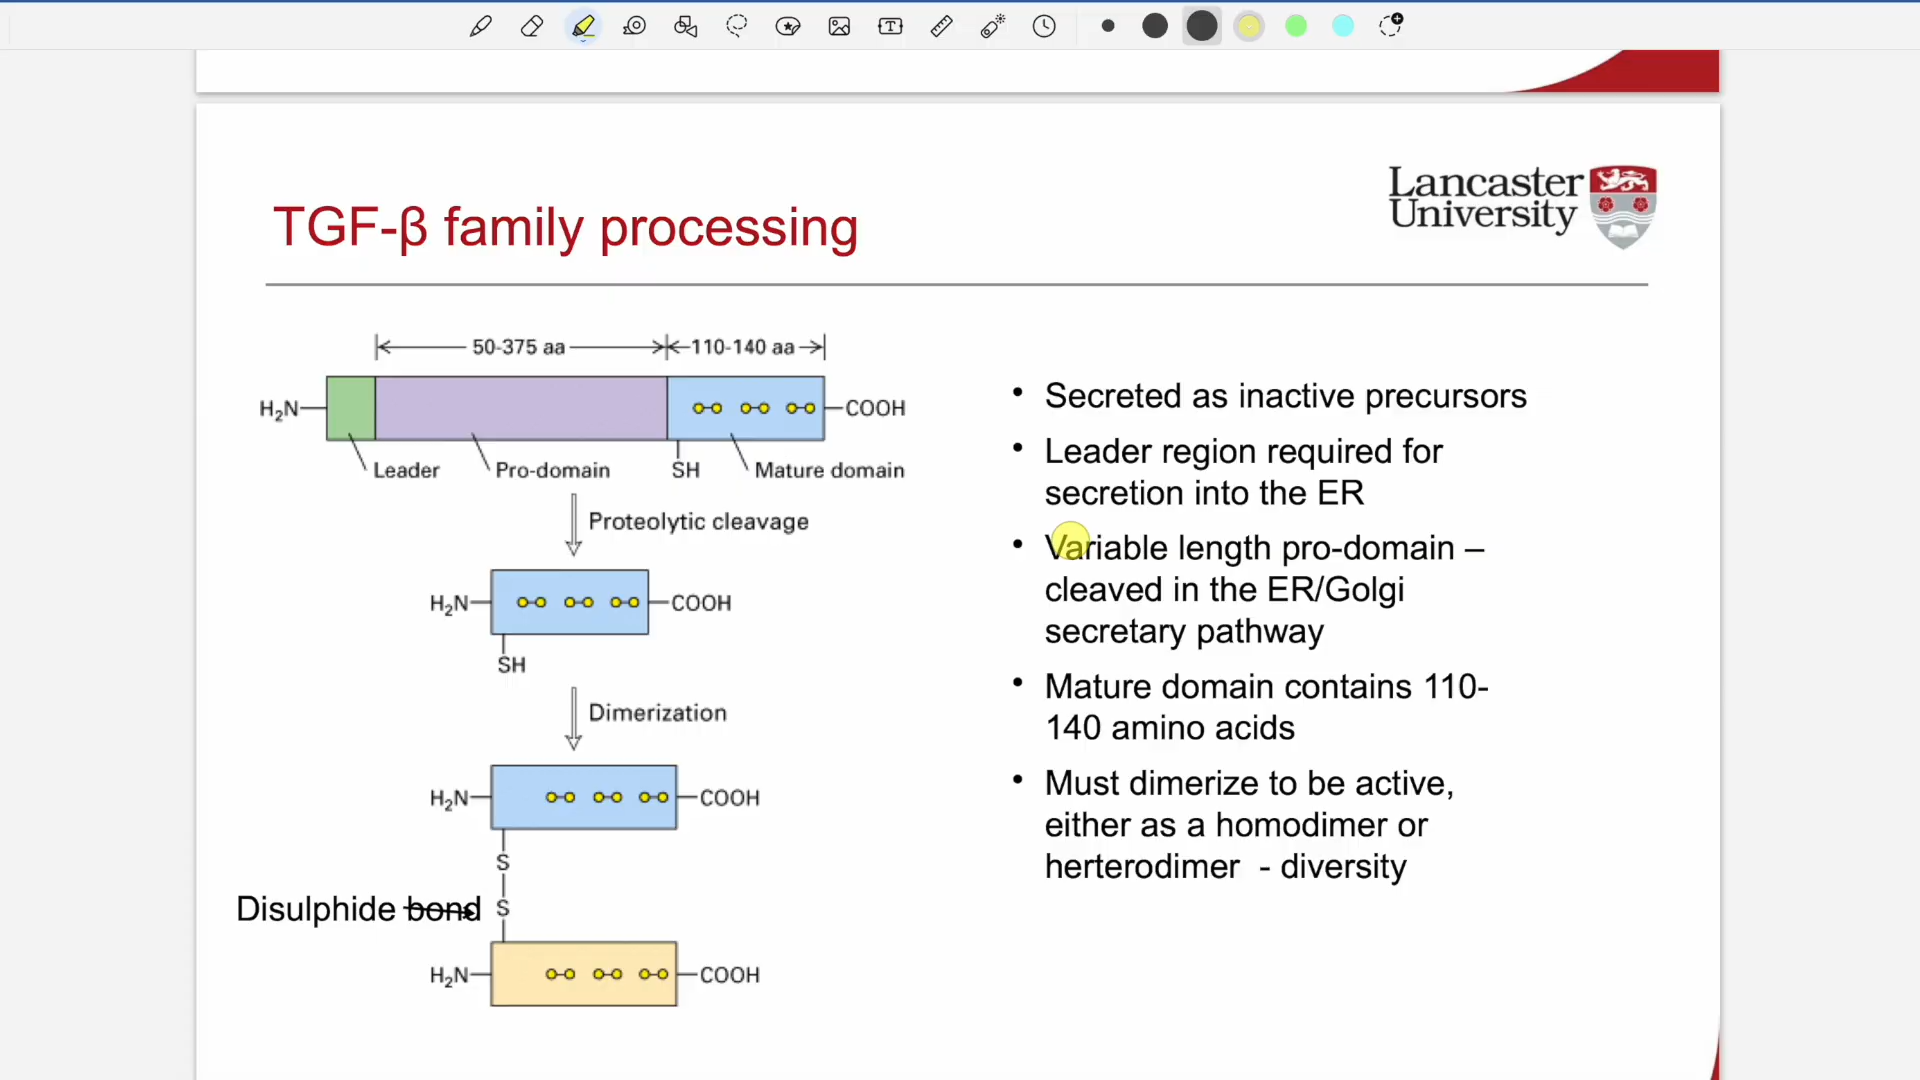 Lancaster
University
TGF-β family processing
50-375 aa
110-140 aa
H₂N
COOH
Leader
Pro-domain
SH
Mature domain
Proteolytic cleavage
H₂N
COOH
SH
Dimerization
H₂N
COOH
S
Disulphide bond
S
H₂N
COOH
• Secreted as inactive precursors
• Leader region required for
secretion into the ER
• Variable length pro-domain –
cleaved in the ER/Golgi
secretary pathway
• Mature domain contains 110-
140 amino acids
• Must dimerize to be active,
either as a homodimer or
herterodimer - diversity